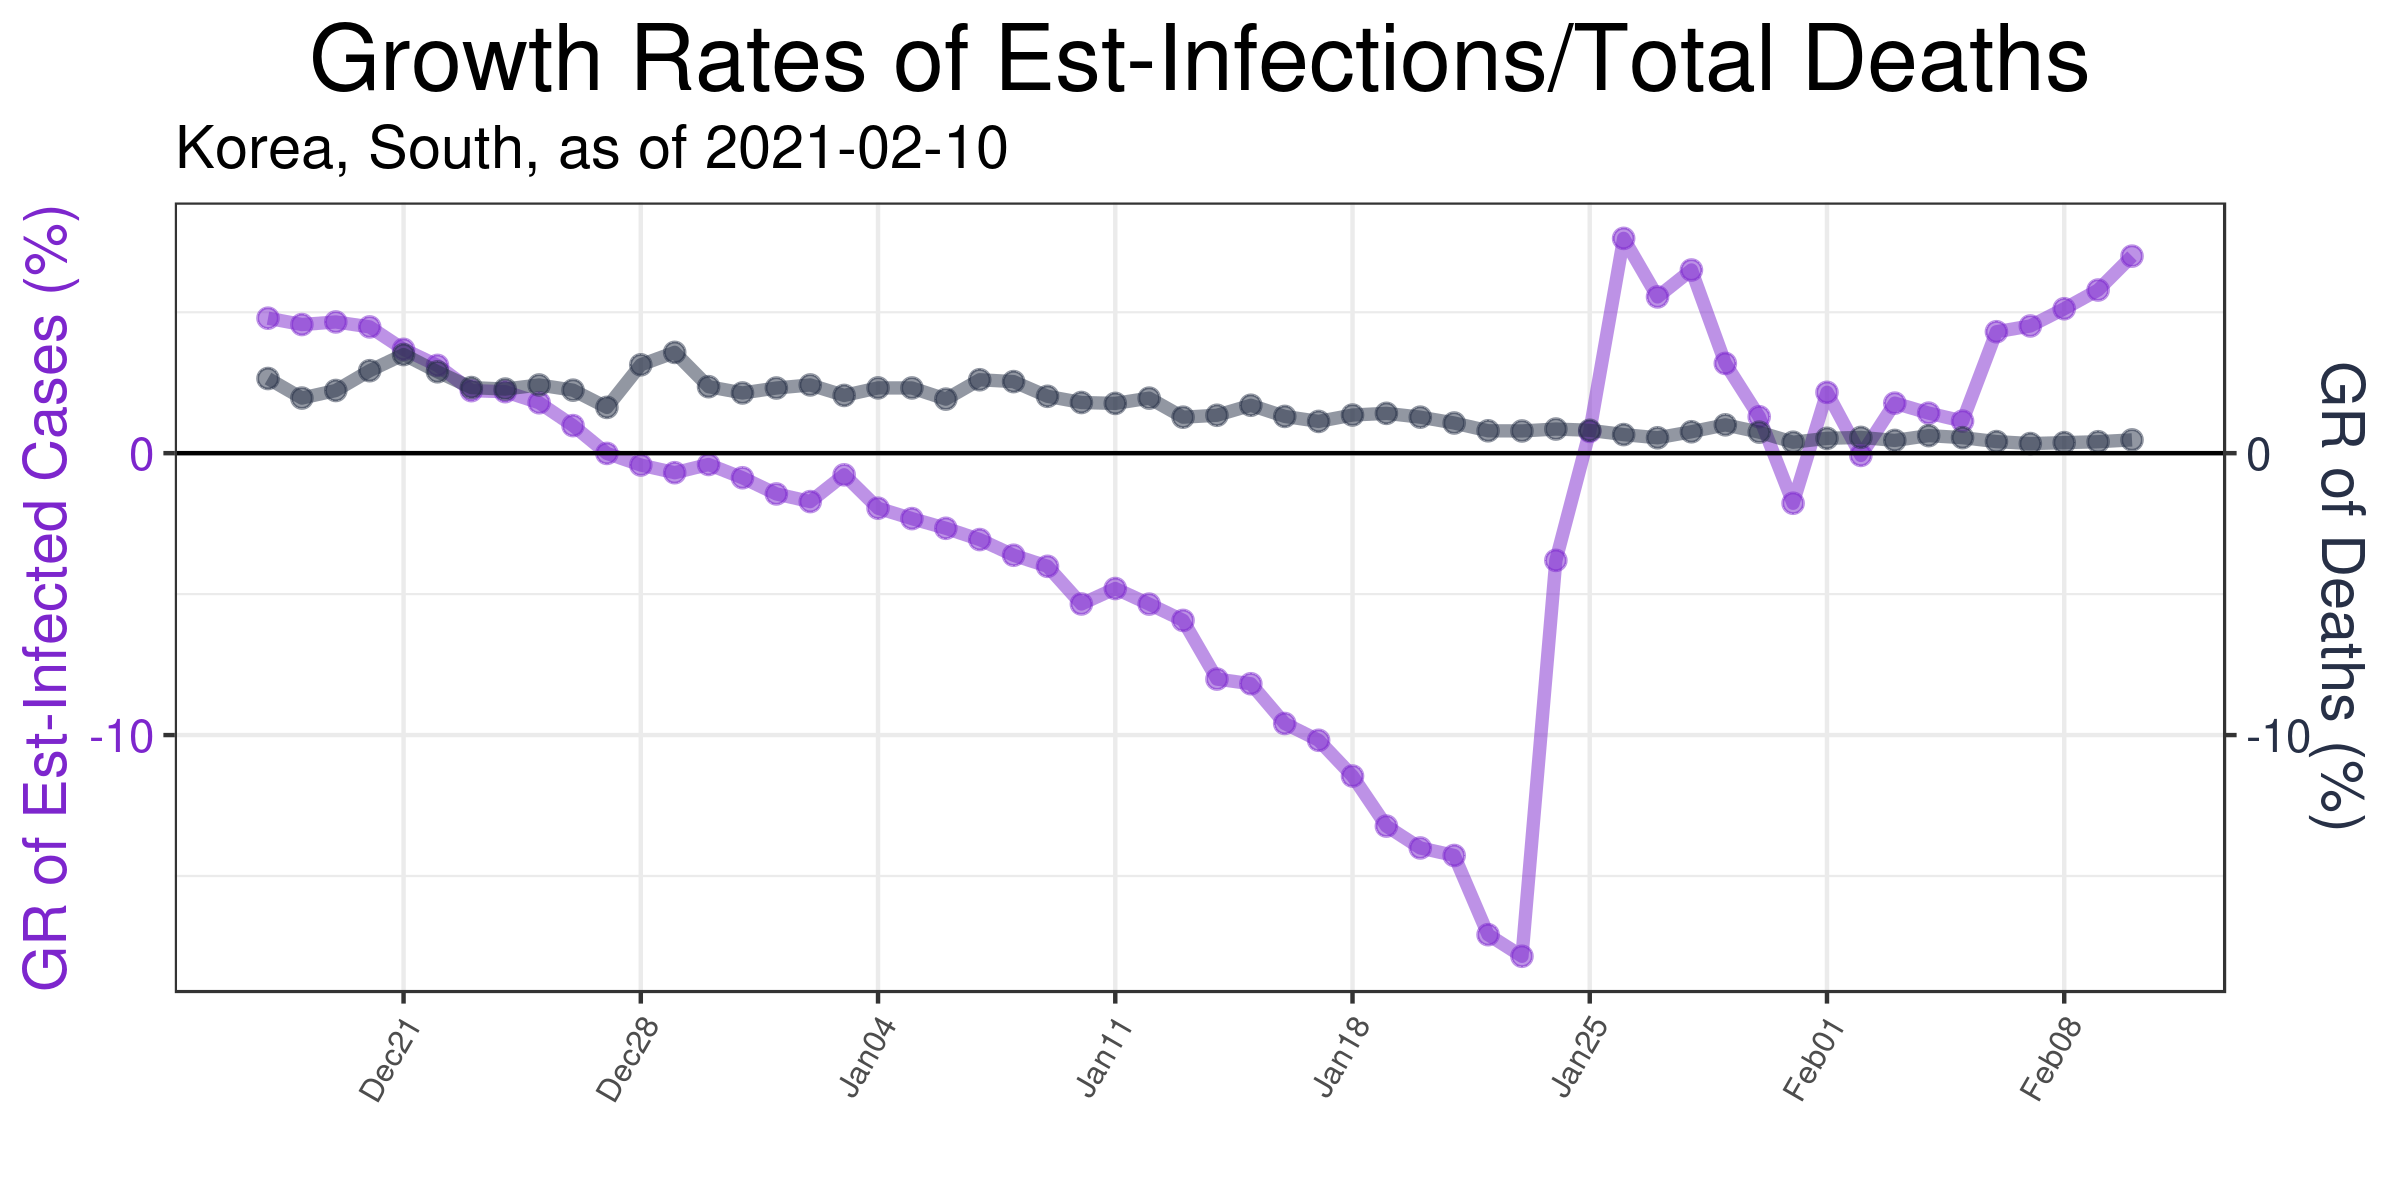 Growth Rates of Est-Infections/Total Deaths
Korea, South, as of 2021-02-10
GR of Est-Infected Cases (%)
0
-10
GR of Deaths (%)
0
-10
Dec21
Dec28
Jan04
Jan11
Jan18
Jan25
Feb01
Feb08